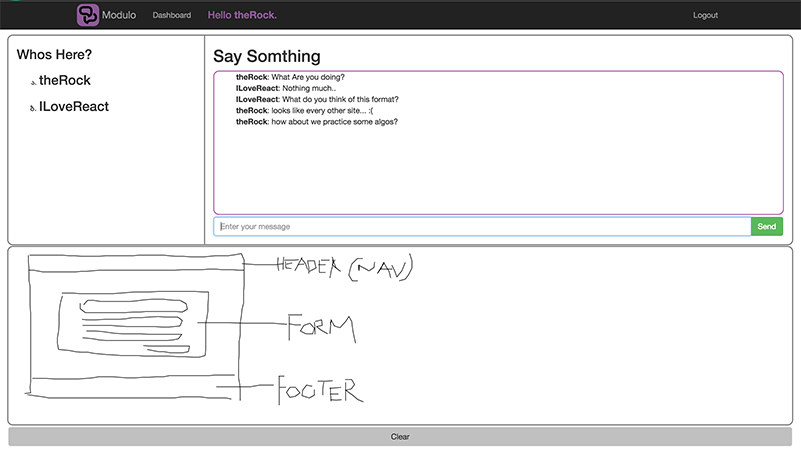 Modulo Dashboard Hello theRock. Logout
Whos Here?
a. theRock
b. ILoveReact
Say Somthing
theRock: What Are you doing?
ILoveReact: Nothing much..
ILoveReact: What do you think of this format?
theRock: looks like every other site... :(
theRock: how about we practice some algos?
Enter your message Send
HEADER (NAV)
FORM
FOOTER
Clear